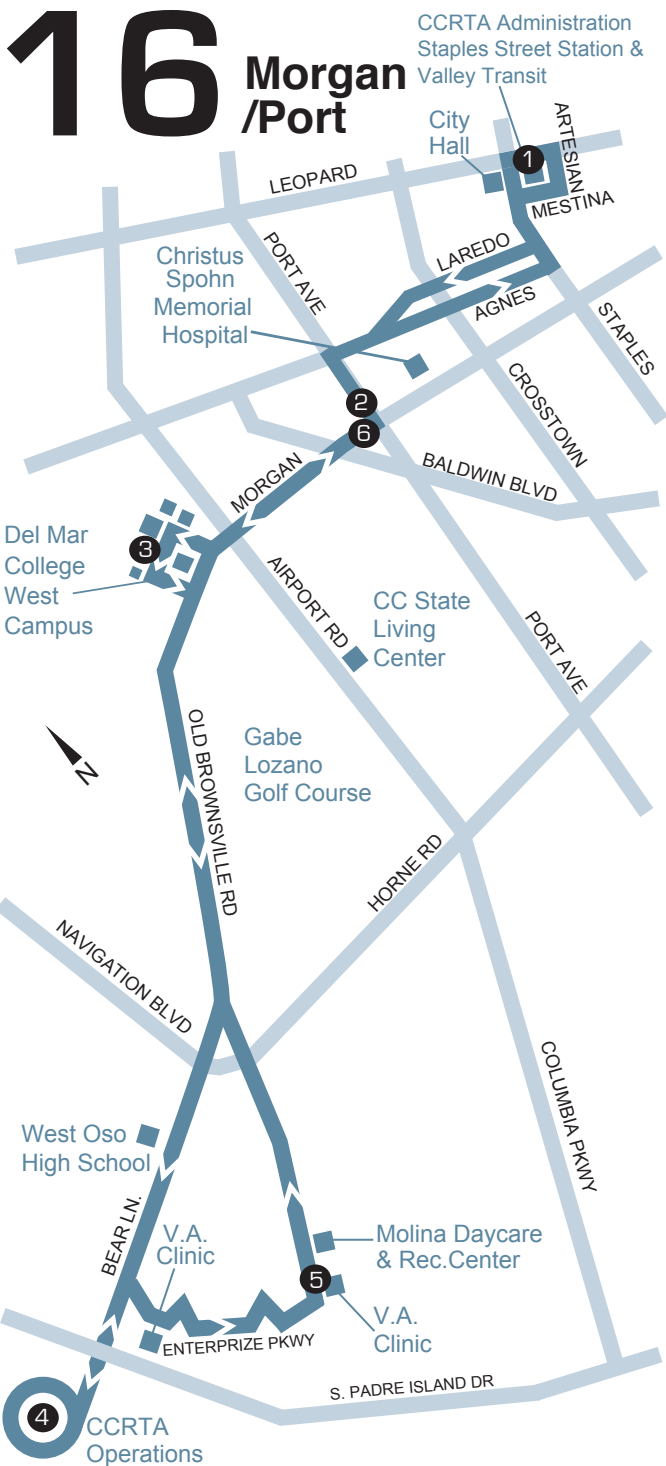 16
Morgan
/Port
CCRTA Administration
Staples Street Station &
Valley Transit
City
Hall
1
ARTESIAN
MESTINA
LEOPARD
PORT AVE
LAREDO
AGNES
STAPLES
Christus
Spohn
Memorial
Hospital
2
6
CROSSTOWN
MORGAN
BALDWIN BLVD
Del Mar
College
West
Campus
3
AIRPORT RD
CC State
Living
Center
PORT AVE
N
OLD BROWNSVILLE RD
Gabe
Lozano
Golf Course
HORNE RD
NAVIGATION BLVD
COLUMBIA PKWY
West Oso
High School
BEAR LN.
V.A.
Clinic
Molina Daycare
& Rec.Center
5
V.A.
Clinic
ENTERPRIZE PKWY
S. PADRE ISLAND DR
4
CCRTA
Operations